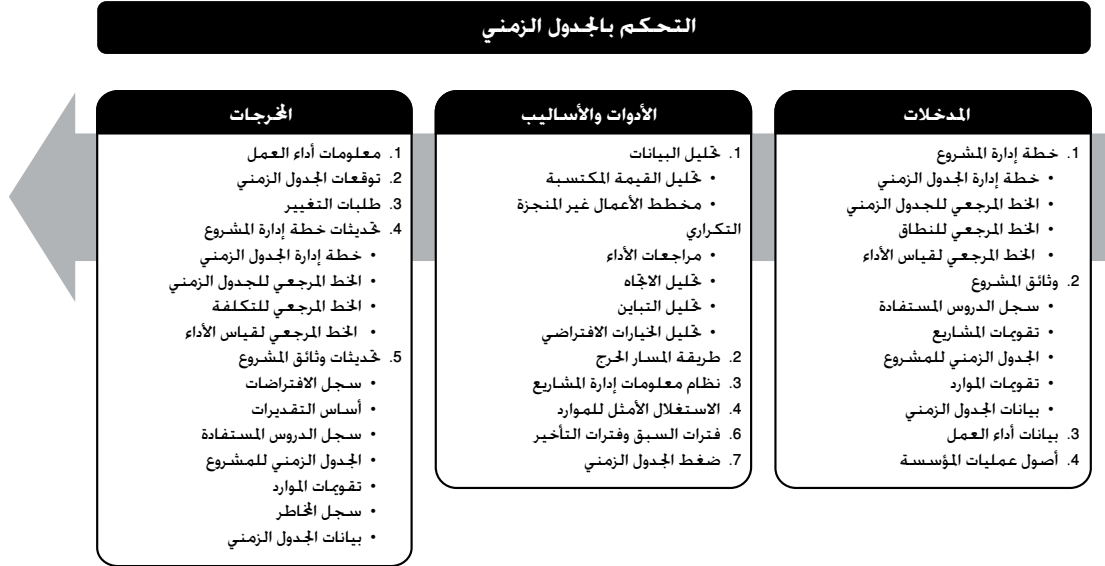 التحكم بالجدول الزمني
المدخلات
1. خطة إدارة المشروع
• خطة إدارة الجدول الزمني
• الخط المرجعي للجدول الزمني
• الخط المرجعي للنطاق
• الخط المرجعي لقياس الأداء
2. وثائق المشروع
• سجل الدروس المستفادة
• تقويمات المشاريع
• الجدول الزمني للمشروع
• تقويمات الموارد
• بيانات الجدول الزمني
3. بيانات أداء العمل
4. أصول عمليات المؤسسة
الأدوات والأساليب
1. تحليل البيانات
• تحليل القيمة المكتسبة
• مخطط الأعمال غير المنجزة
التكراري
• مراجعات الأداء
• تحليل الاتجاه
• تحليل التباين
• تحليل الخيارات الافتراضي
2. طريقة المسار الحرج
3. نظام معلومات إدارة المشاريع
4. الاستغلال الأمثل للموارد
6. فترات السبق وفترات التأخير
7. ضغط الجدول الزمني
المخرجات
1. معلومات أداء العمل
2. توقعات الجدول الزمني
3. طلبات التغيير
4. تحديثات خطة إدارة المشروع
• خطة إدارة الجدول الزمني
• الخط المرجعي للجدول الزمني
• الخط المرجعي للتكلفة
• الخط المرجعي لقياس الأداء
5. تحديثات وثائق المشروع
• سجل الافتراضات
• أساس التقديرات
• سجل الدروس المستفادة
• الجدول الزمني للمشروع
• تقويمات الموارد
• سجل المخاطر
• بيانات الجدول الزمني